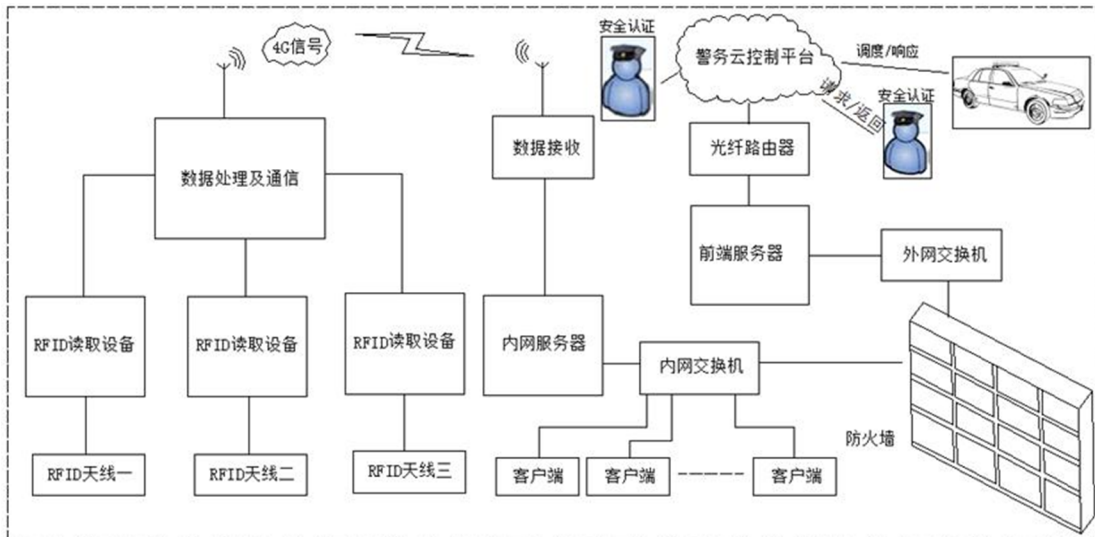 4G信号
安全认证
警务云控制平台
调度/响应
请求/返回
安全认证
数据处理及通信
数据接收
光纤路由器
前端服务器
外网交换机
RFID读取设备
RFID读取设备
RFID读取设备
内网服务器
内网交换机
防火墙
RFID天线一
RFID天线二
RFID天线三
客户端
客户端
客户端